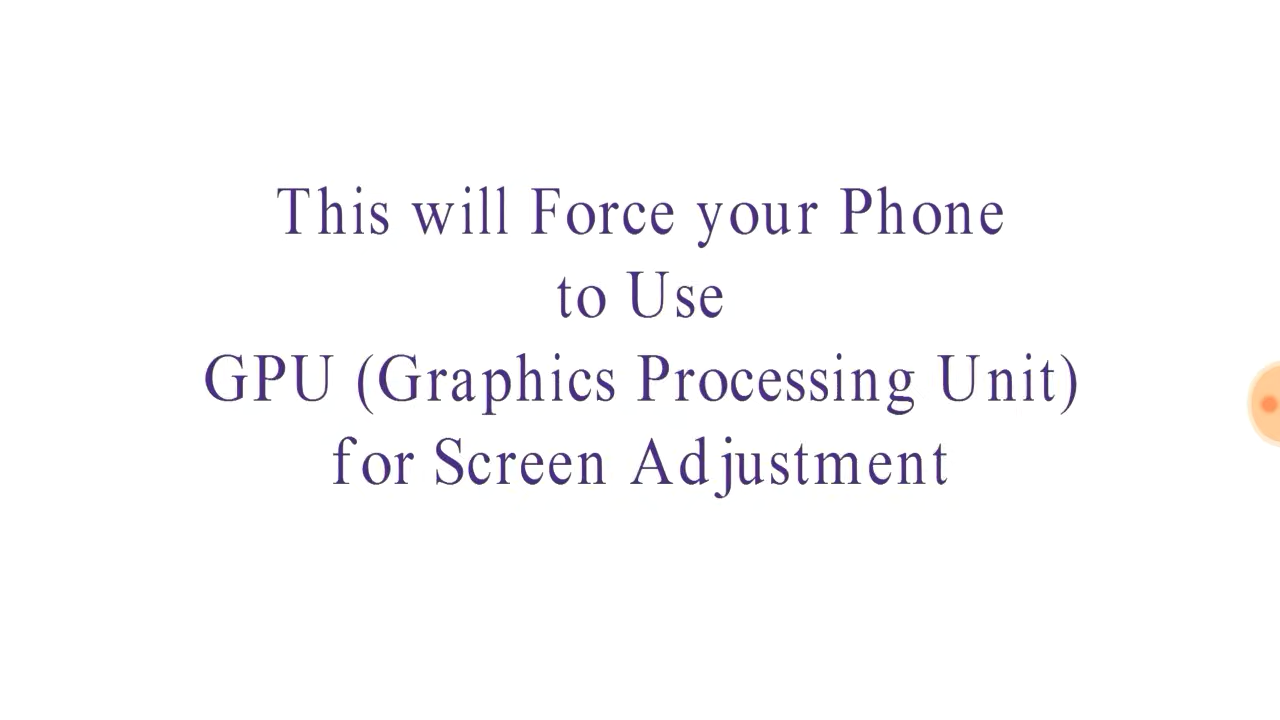 This will Force your Phone
to Use
GPU (Graphics Processing Unit)
for Screen Adjustment